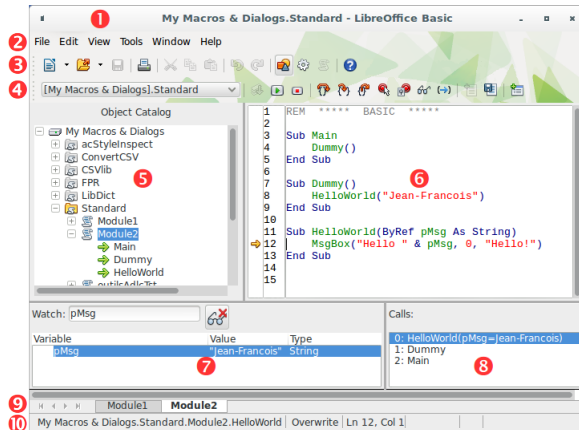 My Macros & Dialogs.Standard - LibreOffice Basic
1
2 File Edit View Tools Window Help
3
4 [My Macros & Dialogs].Standard
Object Catalog
My Macros & Dialogs
acStyleInspect
ConvertCSV
CSVlib
5
FPR
LibDict
Standard
Module1
Module2
Main
Dummy
HelloWorld
outilsAdlcTst
1 REM ***** BASIC *****
2
3 Sub Main
4 Dummy()
5 End Sub
6
7 Sub Dummy()
6
8 HelloWorld("Jean-Francois")
9 End Sub
10
11 Sub HelloWorld(ByRef pMsg As String)
12 MsgBox("Hello " & pMsg, 0, "Hello!")
13 End Sub
14
15
Watch: pMsg
Variable Value Type
pMsg "Jean-Francois" String
7
Calls:
0: HelloWorld(pMsg=Jean-Francois)
1: Dummy
2: Main
8
9 Module1 Module2
10 My Macros & Dialogs.Standard.Module2.HelloWorld Overwrite Ln 12, Col 1